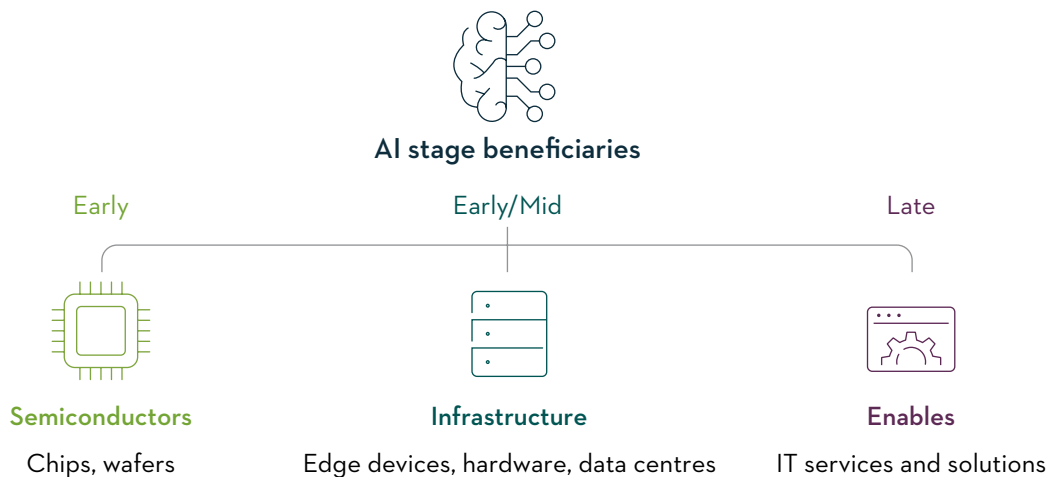 AI stage beneficiaries
Early
Early/Mid
Late
Semiconductors
Infrastructure
Enables
Chips, wafers
Edge devices, hardware, data centres
IT services and solutions